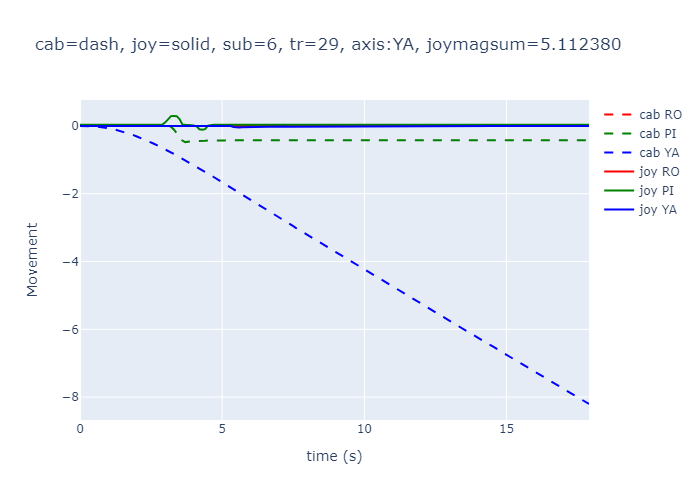 cab=dash, joy=solid, sub=6, tr=29, axis:YA, joymagsum=5.112380
cab RO
cab PI
cab YA
joy RO
joy PI
joy YA
0
−2
−4
−6
−8
Movement
0
5
10
15
time (s)